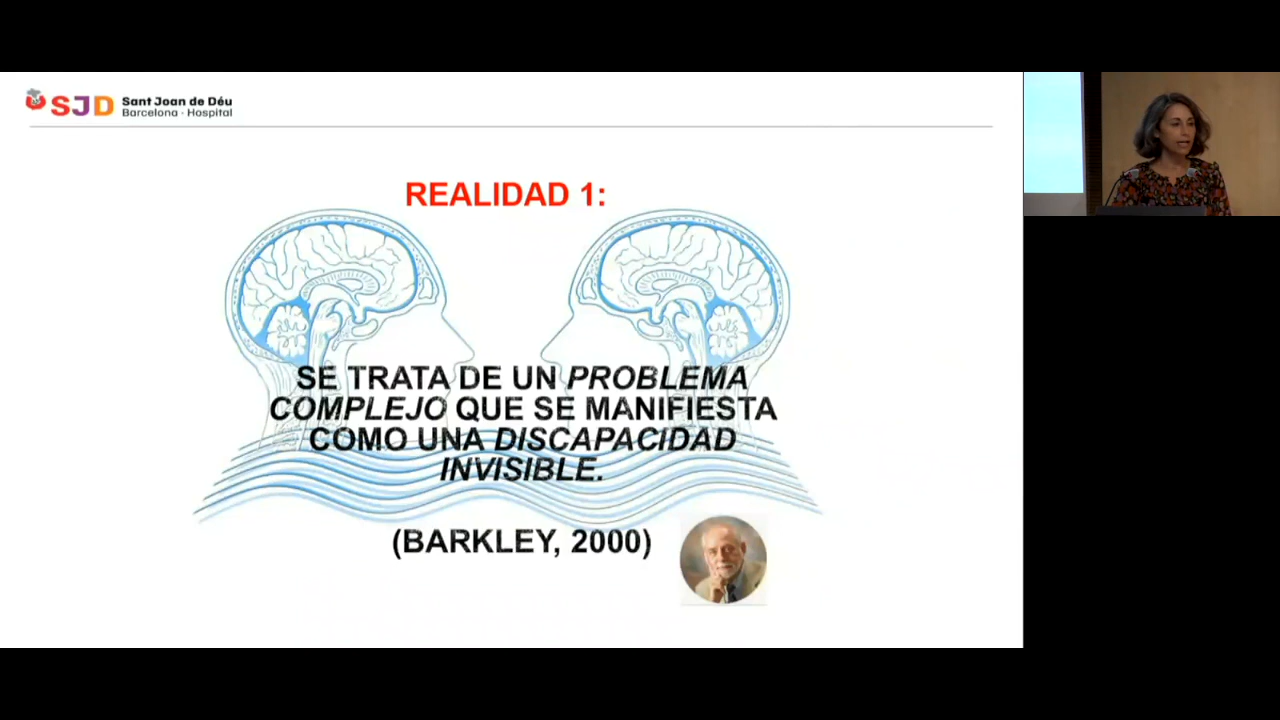 SJD Sant Joan de Déu
Barcelona · Hospital
REALIDAD 1:
SE TRATA DE UN PROBLEMA
COMPLEJO QUE SE MANIFIESTA
COMO UNA DISCAPACIDAD
INVISIBLE.
(BARKLEY, 2000)